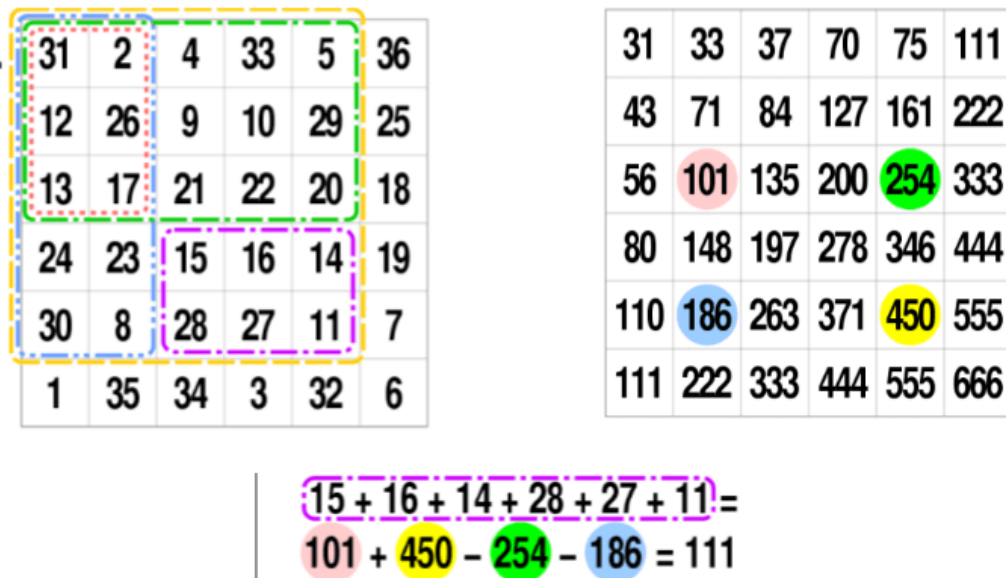 31 2 4 33 5 36
12 26 9 10 29 25
13 17 21 22 20 18
24 23 15 16 14 19
30 8 28 27 11 7
1 35 34 3 32 6
31 33 37 70 75 111
43 71 84 127 161 222
56 101 135 200 254 333
80 148 197 278 346 444
110 186 263 371 450 555
111 222 333 444 555 666
15 + 16 + 14 + 28 + 27 + 11 =
101 + 450 – 254 – 186 = 111